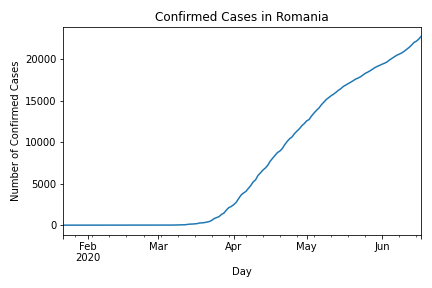 Confirmed Cases in Romania
Number of Confirmed Cases
20000
15000
10000
5000
0
Feb Mar Apr May Jun
2020
Day